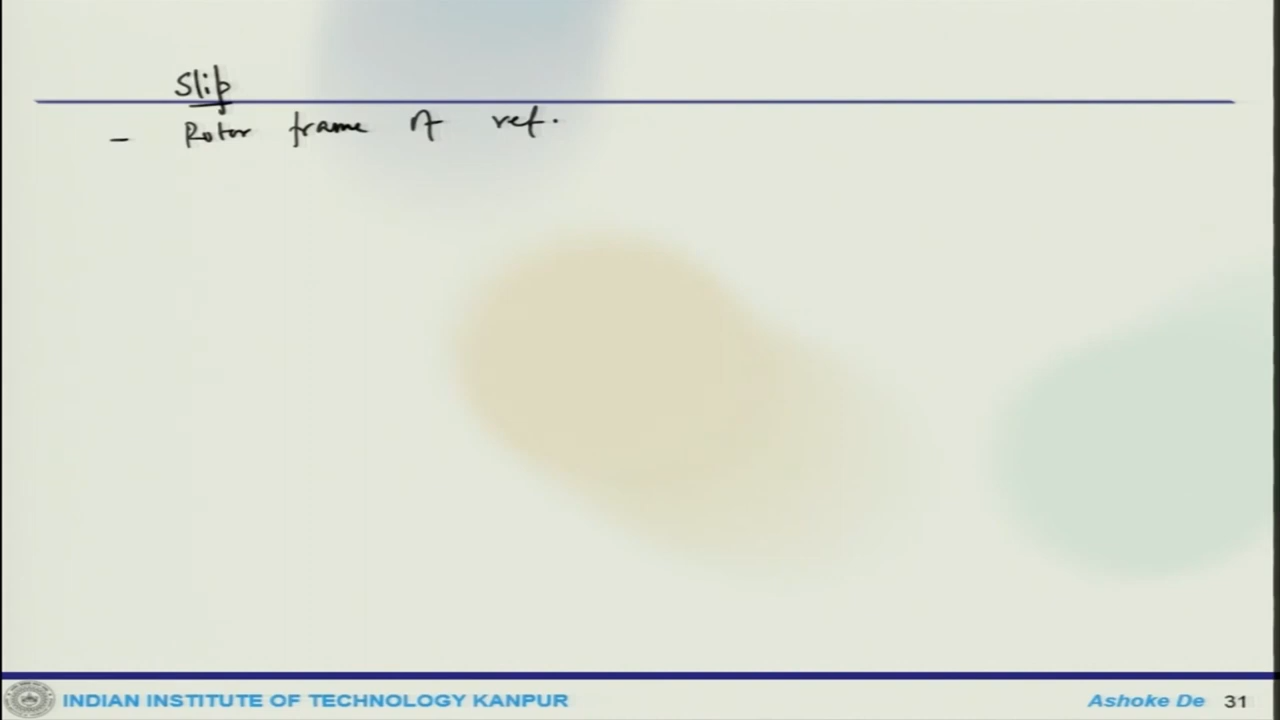 Slip
- Rotor frame of ref.
INDIAN INSTITUTE OF TECHNOLOGY KANPUR
Ashoke De 31